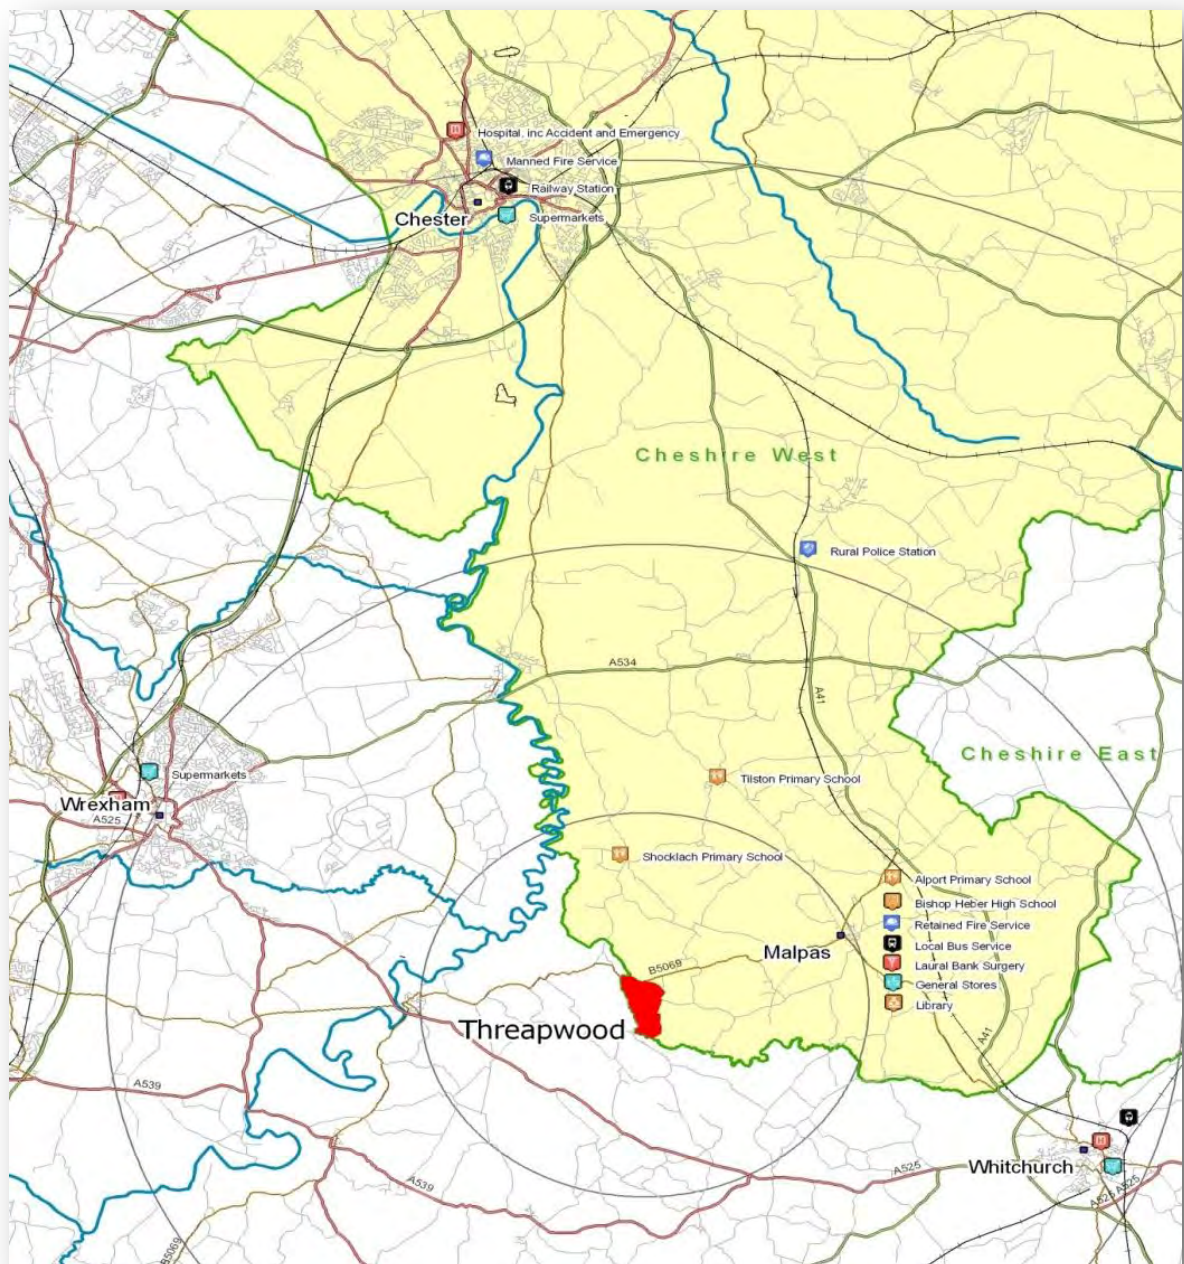 Hospital, inc Accident and Emergency
Manned Fire Service
Railway Station
Chester
Supermarkets
Cheshire West
Rural Police Station
A534
A41
Cheshire East
Tilston Primary School
Supermarkets
Wrexham
A525
Shocklach Primary School
Alport Primary School
Bishop Heber High School
Retained Fire Service
Local Bus Service
Laural Bank Surgery
General Stores
Library
Malpas
B5069
Threapwood
A41
A539
Whitchurch
A525
A539
A525
A525
B5069